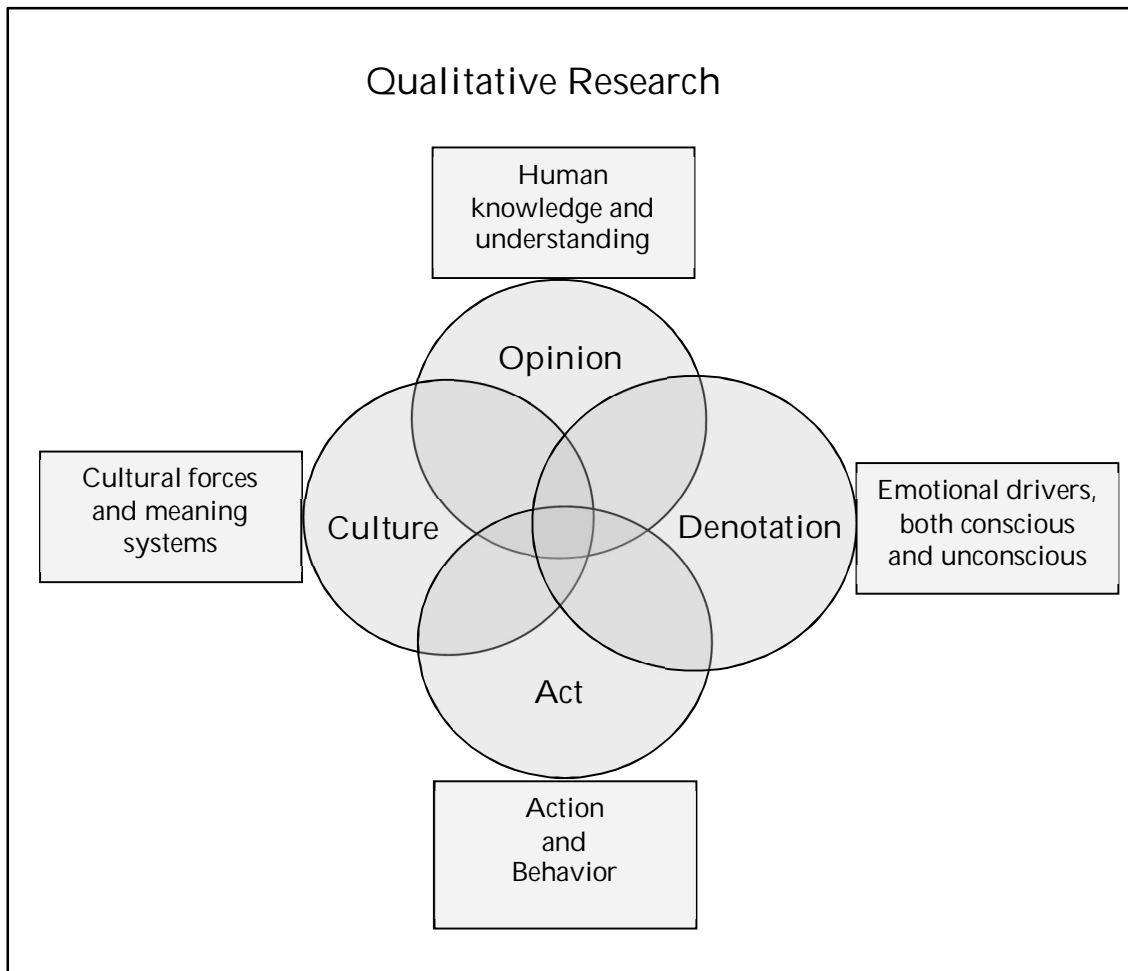 Qualitative Research
Human
knowledge and
understanding
Opinion
Cultural forces
and meaning
systems
Culture
Denotation
Emotional drivers,
both conscious
and unconscious
Act
Action
and
Behavior